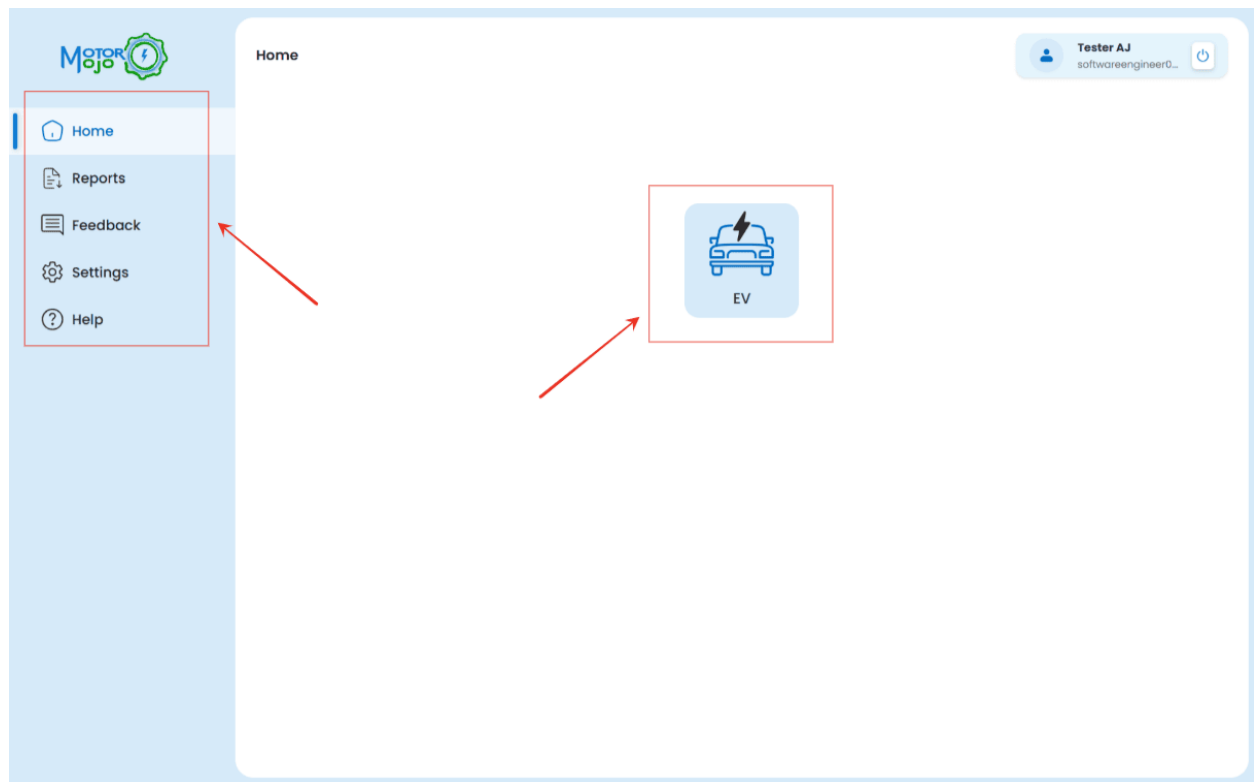 MOTOR
Mojo
Home
Reports
Feedback
Settings
Help
Home
Tester AJ
softwareengineer0...
EV